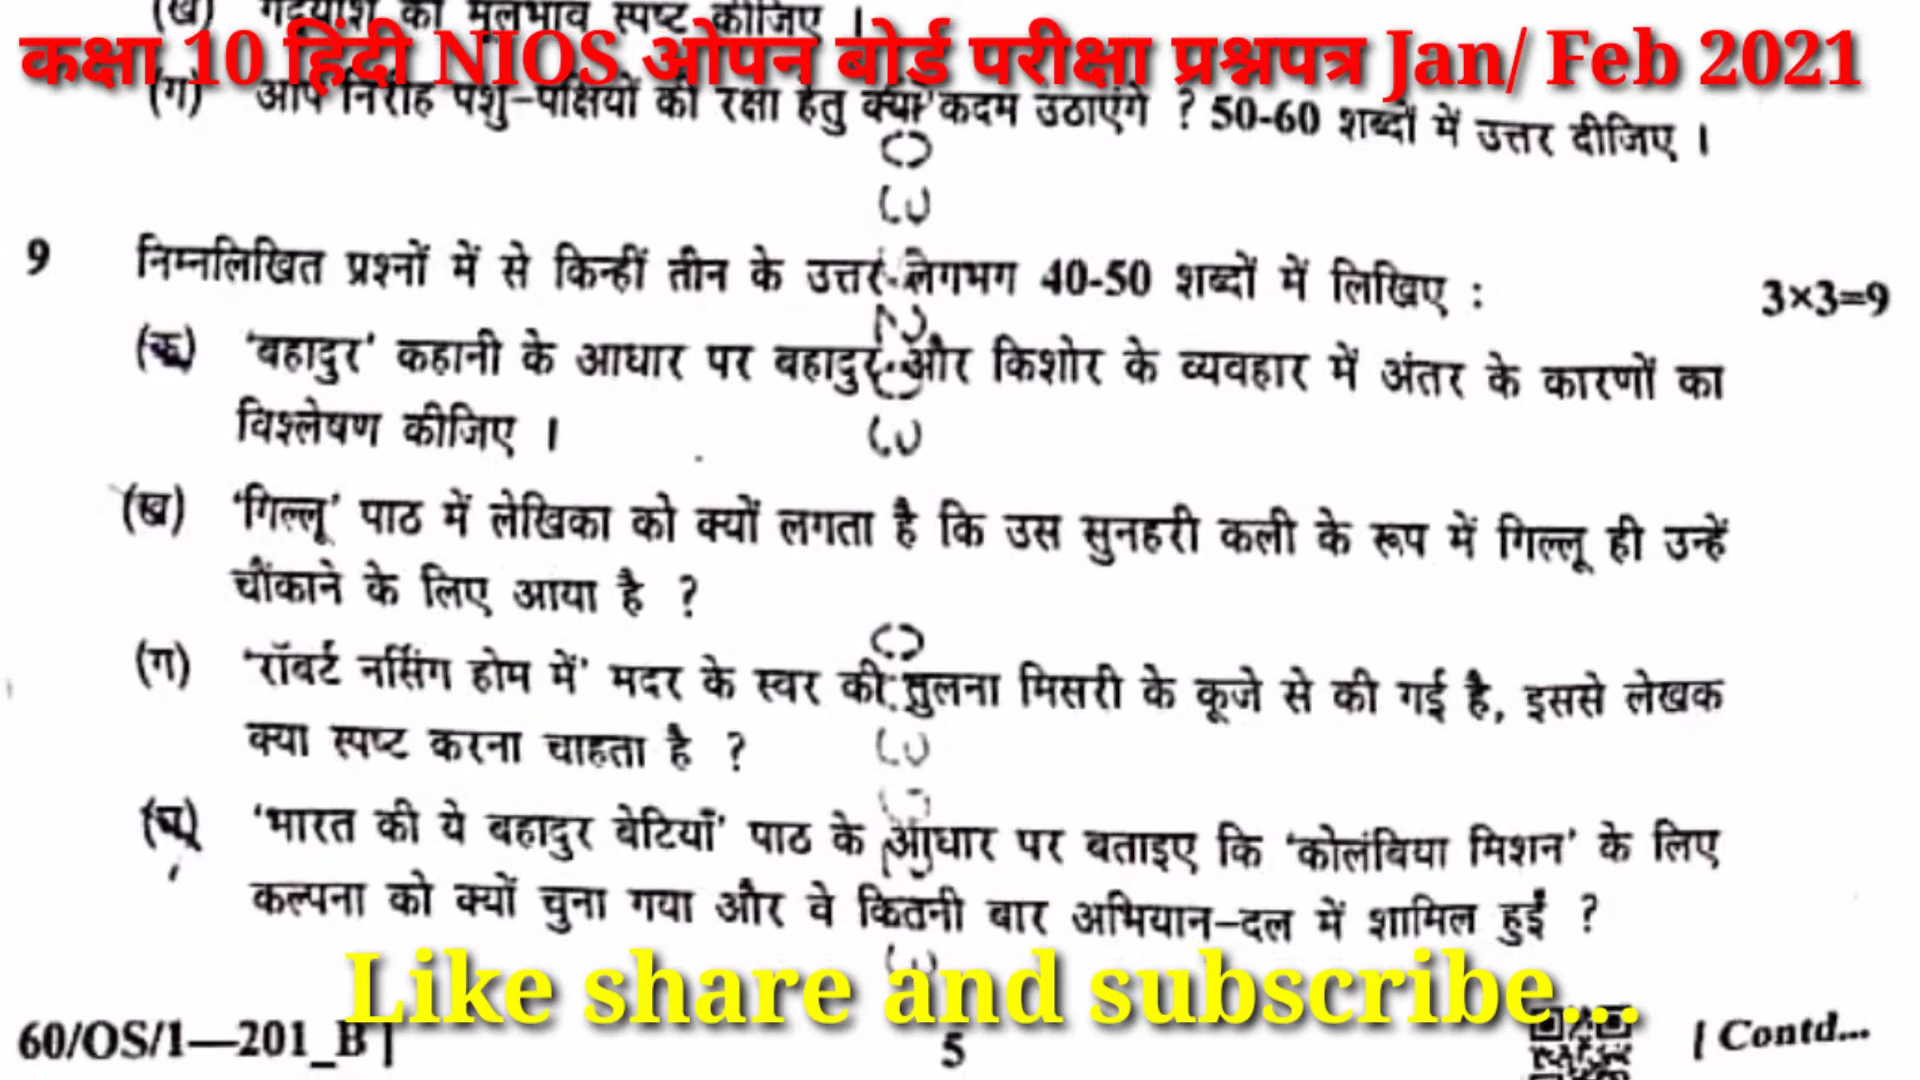 (ख) गद्यांश का मूलभाव स्पष्ट कीजिए ।
कक्षा 10 हिंदी NIOS ओपन बोर्ड परीक्षा प्रश्नपत्र Jan/ Feb 2021
(ग) आप निरीह पशु-पक्षियों की रक्षा हेतु क्या कदम उठाएंगे ? 50-60 शब्दों में उत्तर दीजिए ।
9 निम्नलिखित प्रश्नों में से किन्हीं तीन के उत्तर लगभग 40-50 शब्दों में लिखिए : 3×3=9
(क) 'बहादुर' कहानी के आधार पर बहादुर और किशोर के व्यवहार में अंतर के कारणों का
विश्लेषण कीजिए ।
(ख) 'गिल्लू' पाठ में लेखिका को क्यों लगता है कि उस सुनहरी कली के रूप में गिल्लू ही उन्हें
चौंकाने के लिए आया है ?
(ग) 'रॉबर्ट नर्सिंग होम में' मदर के स्वर की तुलना मिसरी के कूजे से की गई है, इससे लेखक
क्या स्पष्ट करना चाहता है ?
(घ) 'भारत की ये बहादुर बेटियाँ' पाठ के आधार पर बताइए कि 'कोलंबिया मिशन' के लिए
कल्पना को क्यों चुना गया और वे कितनी बार अभियान-दल में शामिल हुईं ?
Like share and subscribe...
60/OS/1—201_B ] 5 [ Contd...